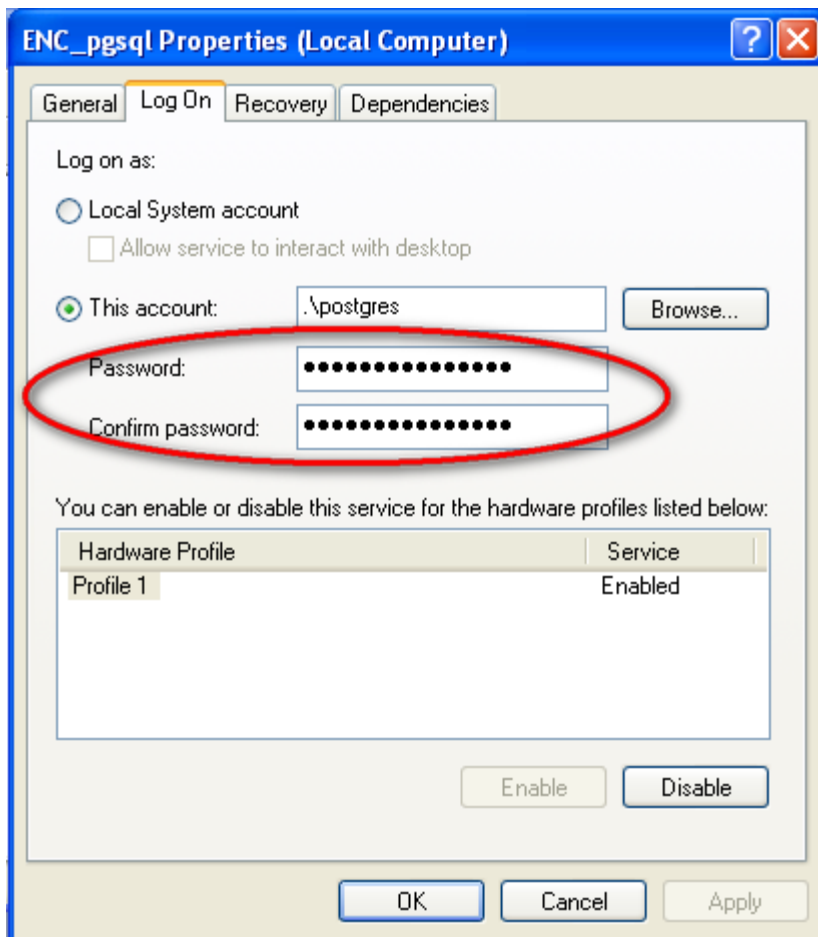 ENC_pgsql Properties (Local Computer)
General Log On Recovery Dependencies
Log on as:
Local System account
Allow service to interact with desktop
This account: .\postgres Browse...
Password: •••••••••••••••
Confirm password: •••••••••••••••
You can enable or disable this service for the hardware profiles listed below:
Hardware Profile Service
Profile 1 Enabled
Enable Disable
OK Cancel Apply